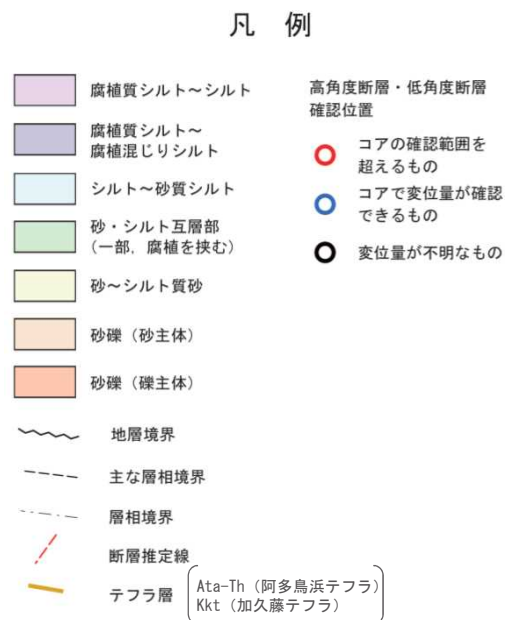 凡 例
腐植質シルト～シルト
腐植質シルト～
腐植混じりシルト
シルト～砂質シルト
砂・シルト互層部
（一部，腐植を挟む）
砂～シルト質砂
砂礫（砂主体）
砂礫（礫主体）
地層境界
主な層相境界
層相境界
断層推定線
テフラ層
Ata-Th（阿多鳥浜テフラ）
Kkt（加久藤テフラ）
高角度断層・低角度断層
確認位置
コアの確認範囲を
超えるもの
コアで変位量が確認
できるもの
変位量が不明なもの